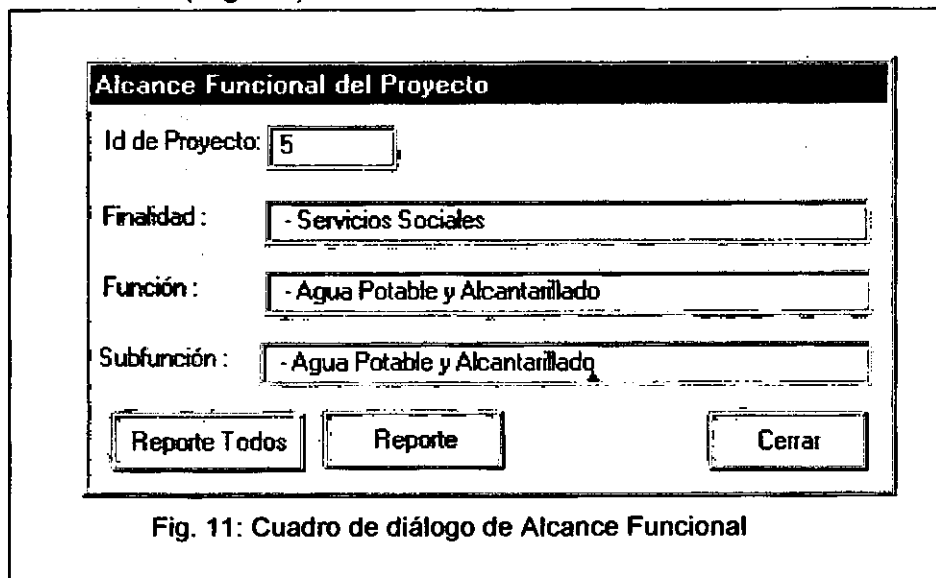 Alcance Funcional del Proyecto
Id de Proyecto: 5
Finalidad : - Servicios Sociales
Función : - Agua Potable y Alcantarillado
Subfunción : - Agua Potable y Alcantarillado
Reporte Todos Reporte Cerrar
Fig. 11: Cuadro de diálogo de Alcance Funcional